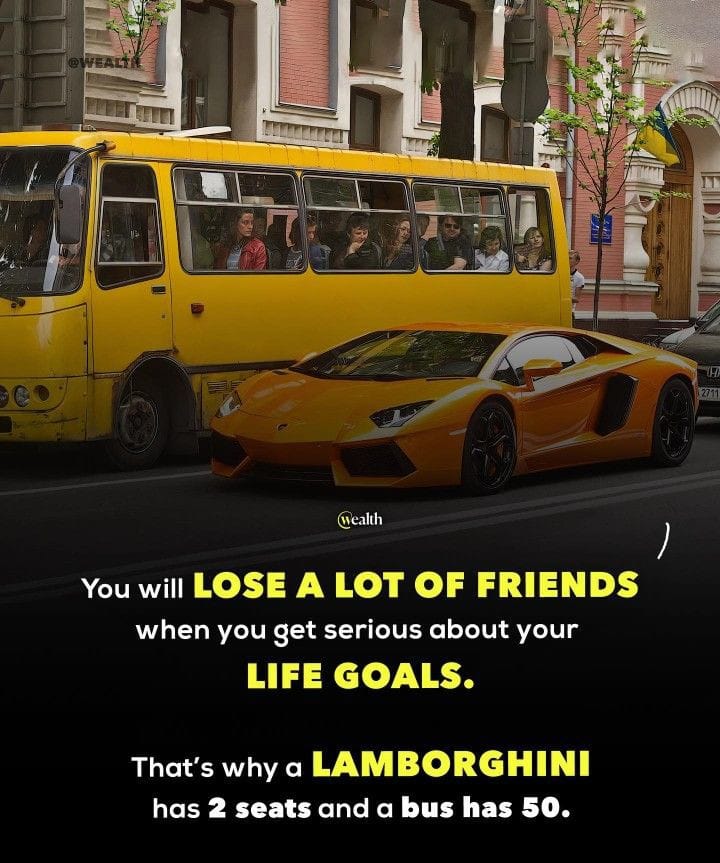 @WEALTH
2711
wealth
You will LOSE A LOT OF FRIENDS
when you get serious about your
LIFE GOALS.
That's why a LAMBORGHINI
has 2 seats and a bus has 50.